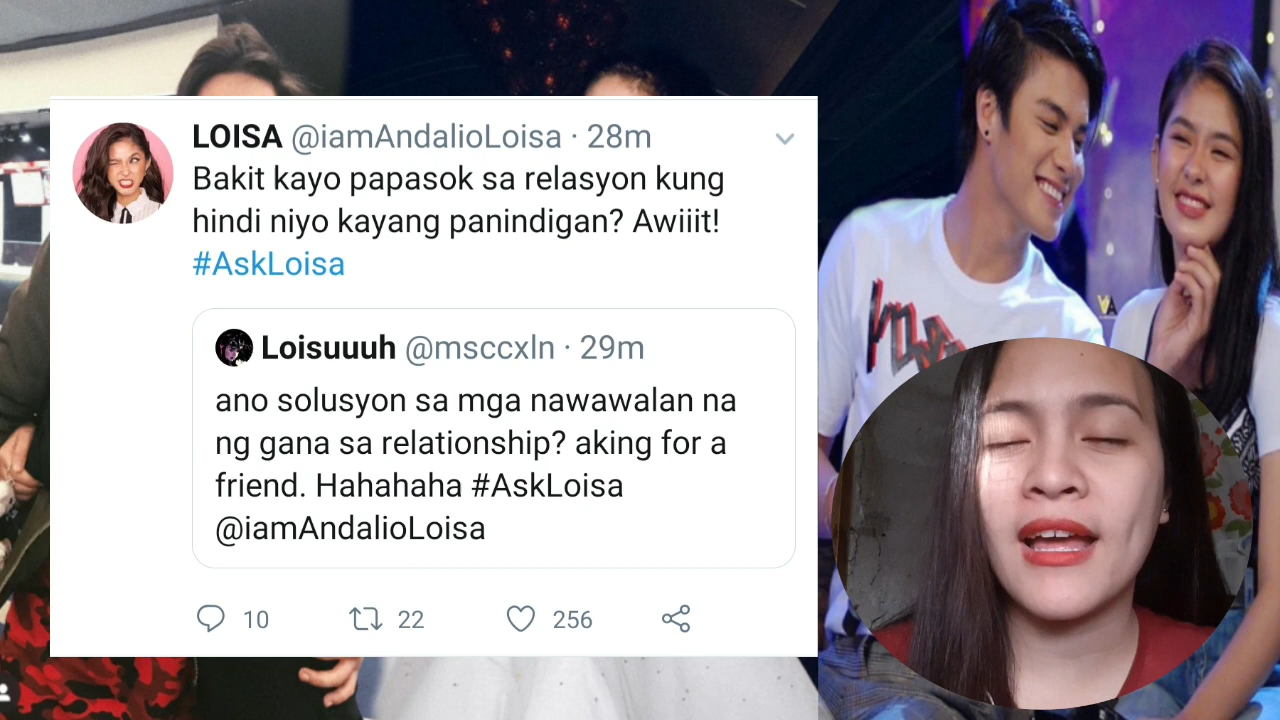 LOISA @iamAndalioLoisa · 28m
Bakit kayo papasok sa relasyon kung
hindi niyo kayang panindigan? Awiiit!
#AskLoisa
Loisuuuh @msccxln · 29m
ano solusyon sa mga nawawalan na
ng gana sa relationship? aking for a
friend. Hahahaha #AskLoisa
@iamAndalioLoisa
10 22 256